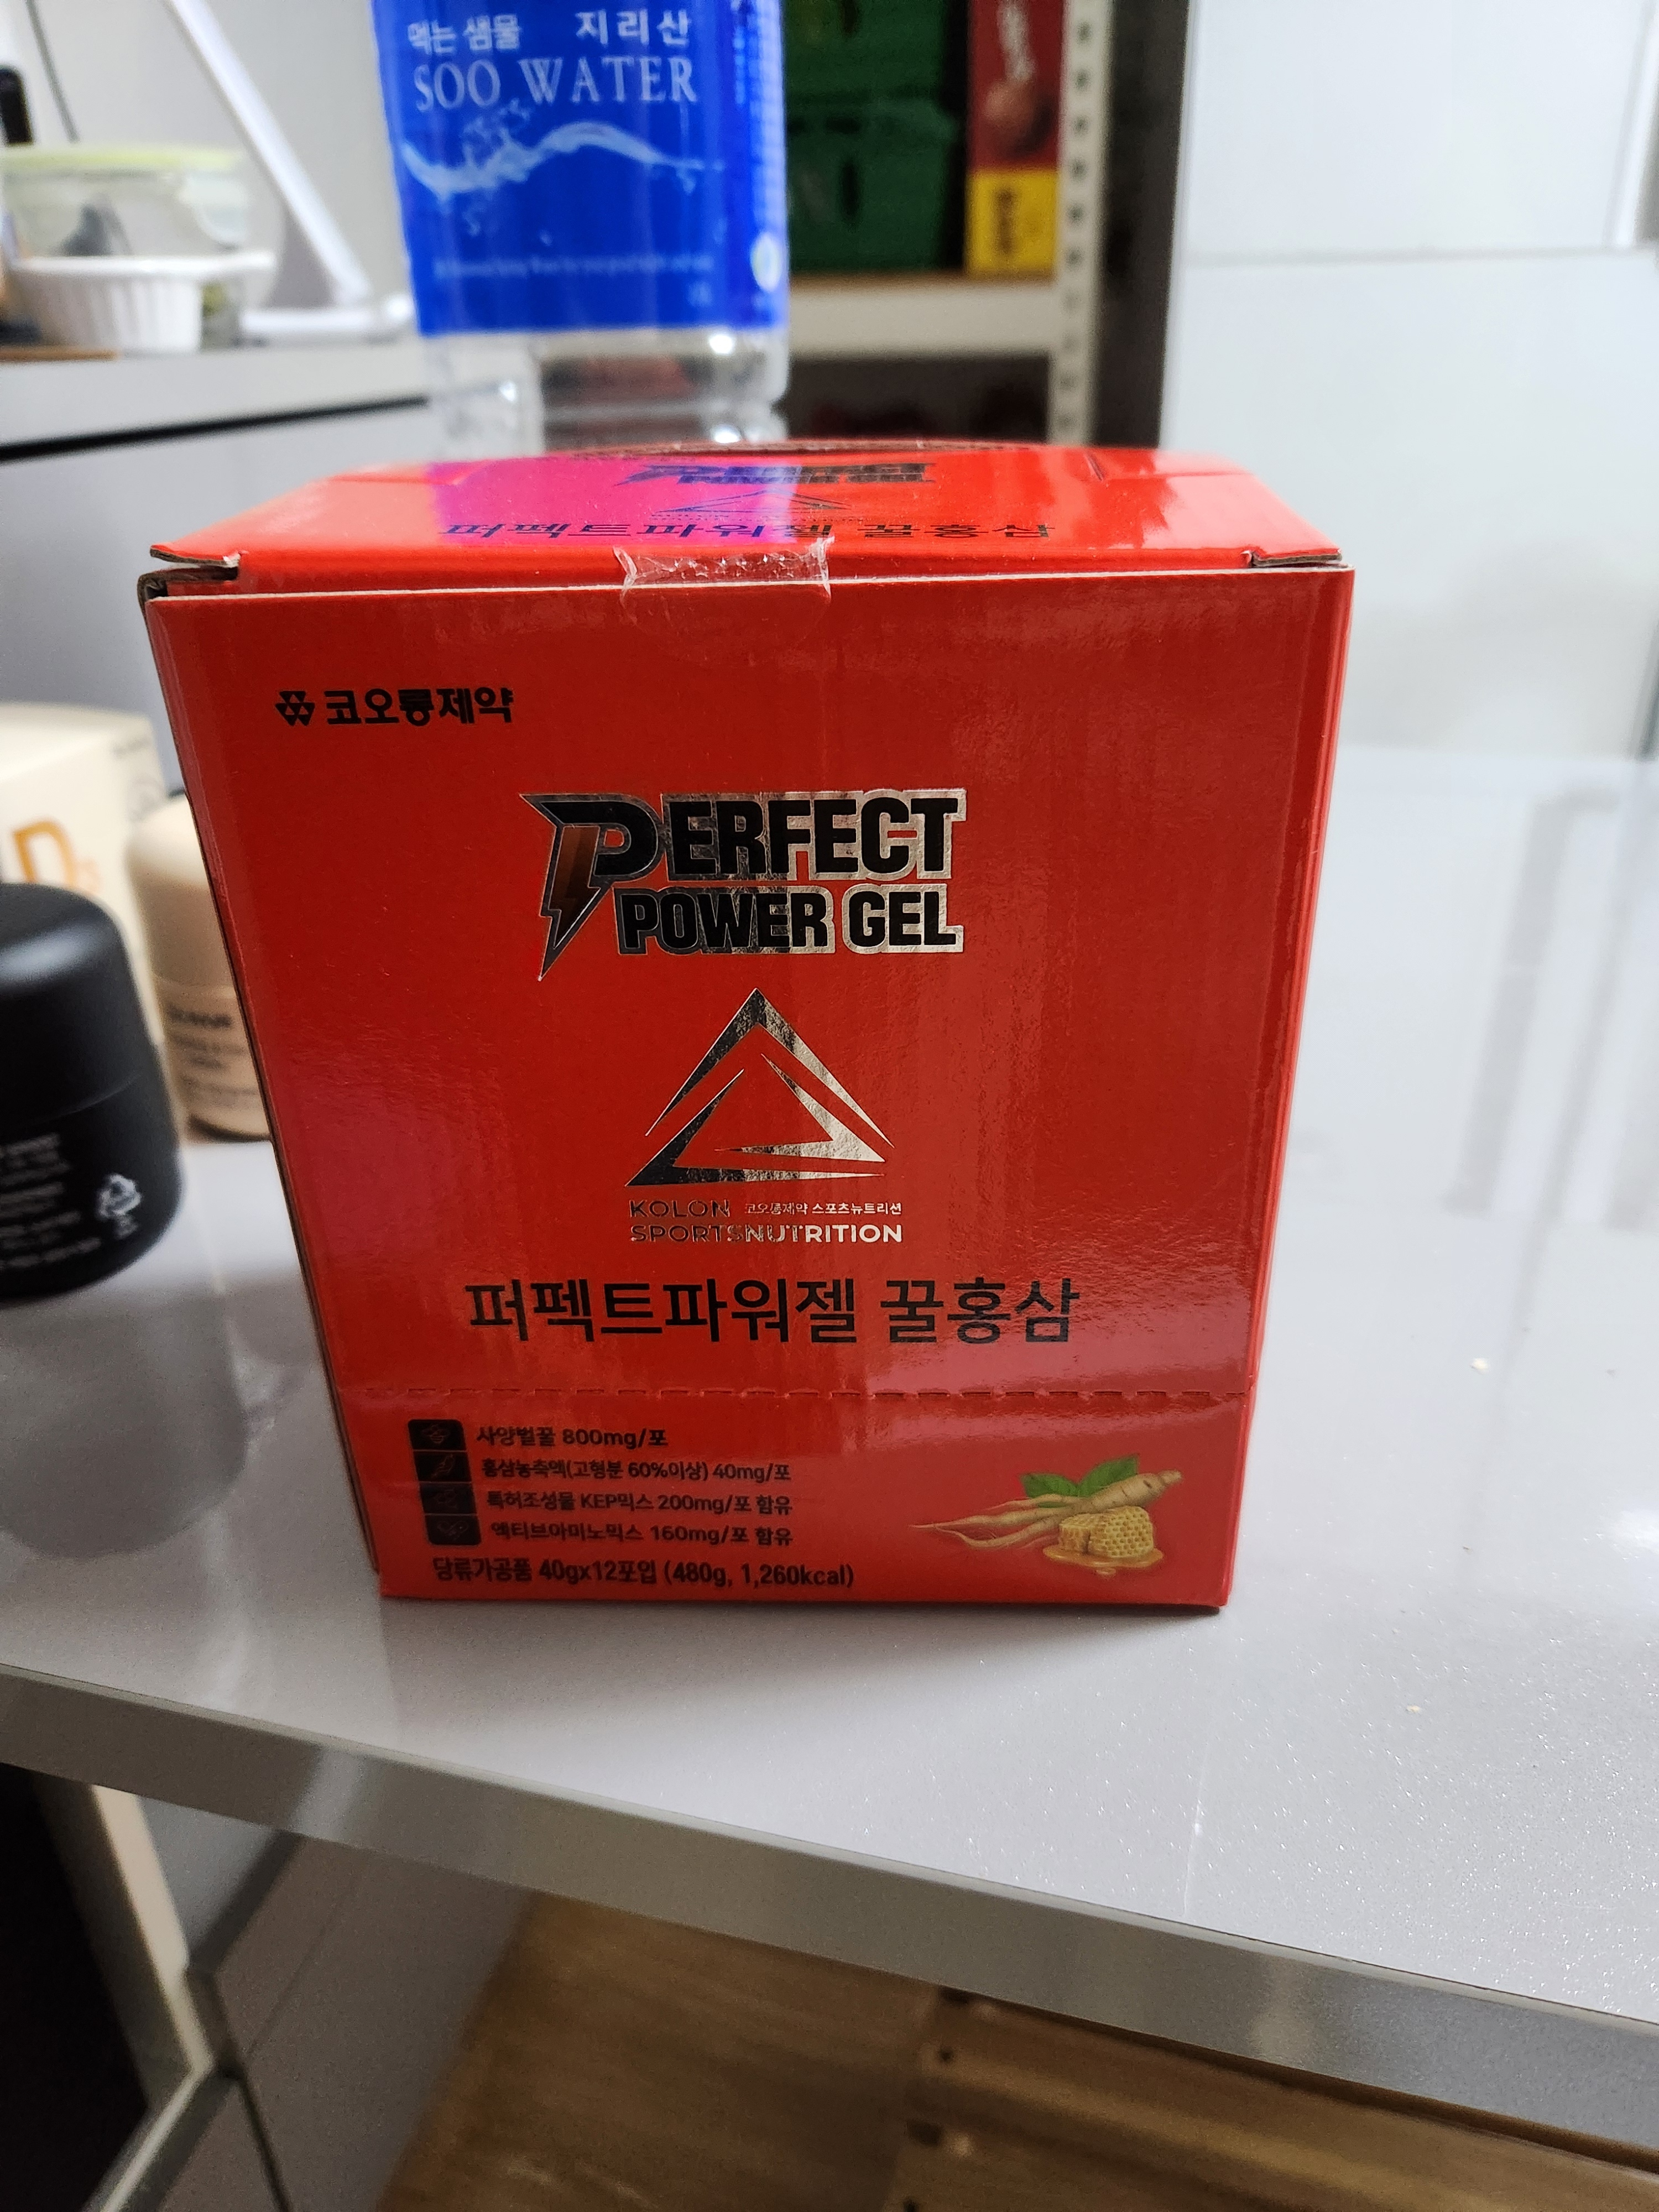 먹는 샘물 지리산
SOO WATER
퍼펙트파워젤 꿀홍삼
코오롱제약
PERFECT
POWER GEL
KOLON 코오롱제약 스포츠뉴트리션
SPORTSNUTRITION
퍼펙트파워젤 꿀홍삼
사양벌꿀 800mg/포
홍삼농축액(고형분 60%이상) 40mg/포
특허조성물 KEP믹스 200mg/포 함유
액티브아미노믹스 160mg/포 함유
당류가공품 40gx12포입 (480g, 1,260kcal)